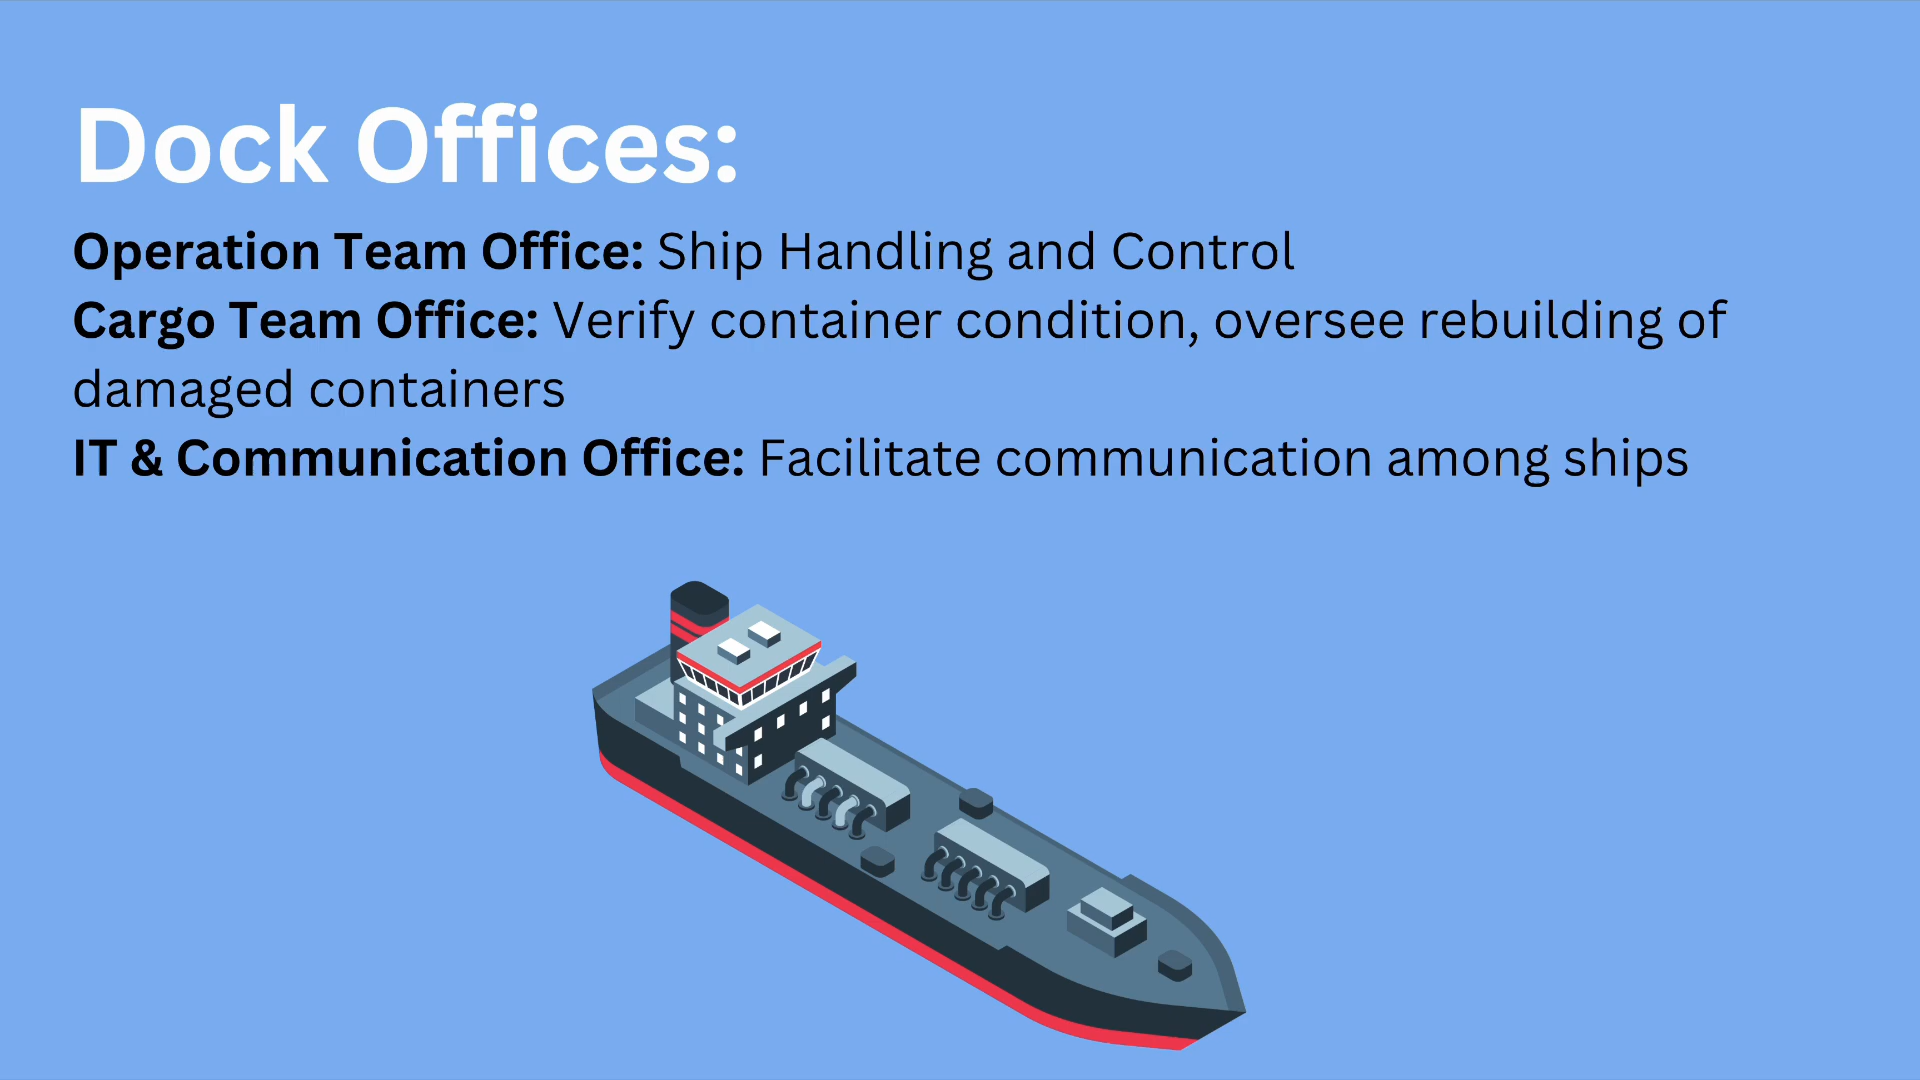 Dock Offices:
Operation Team Office: Ship Handling and Control
Cargo Team Office: Verify container condition, oversee rebuilding of
damaged containers
IT & Communication Office: Facilitate communication among ships